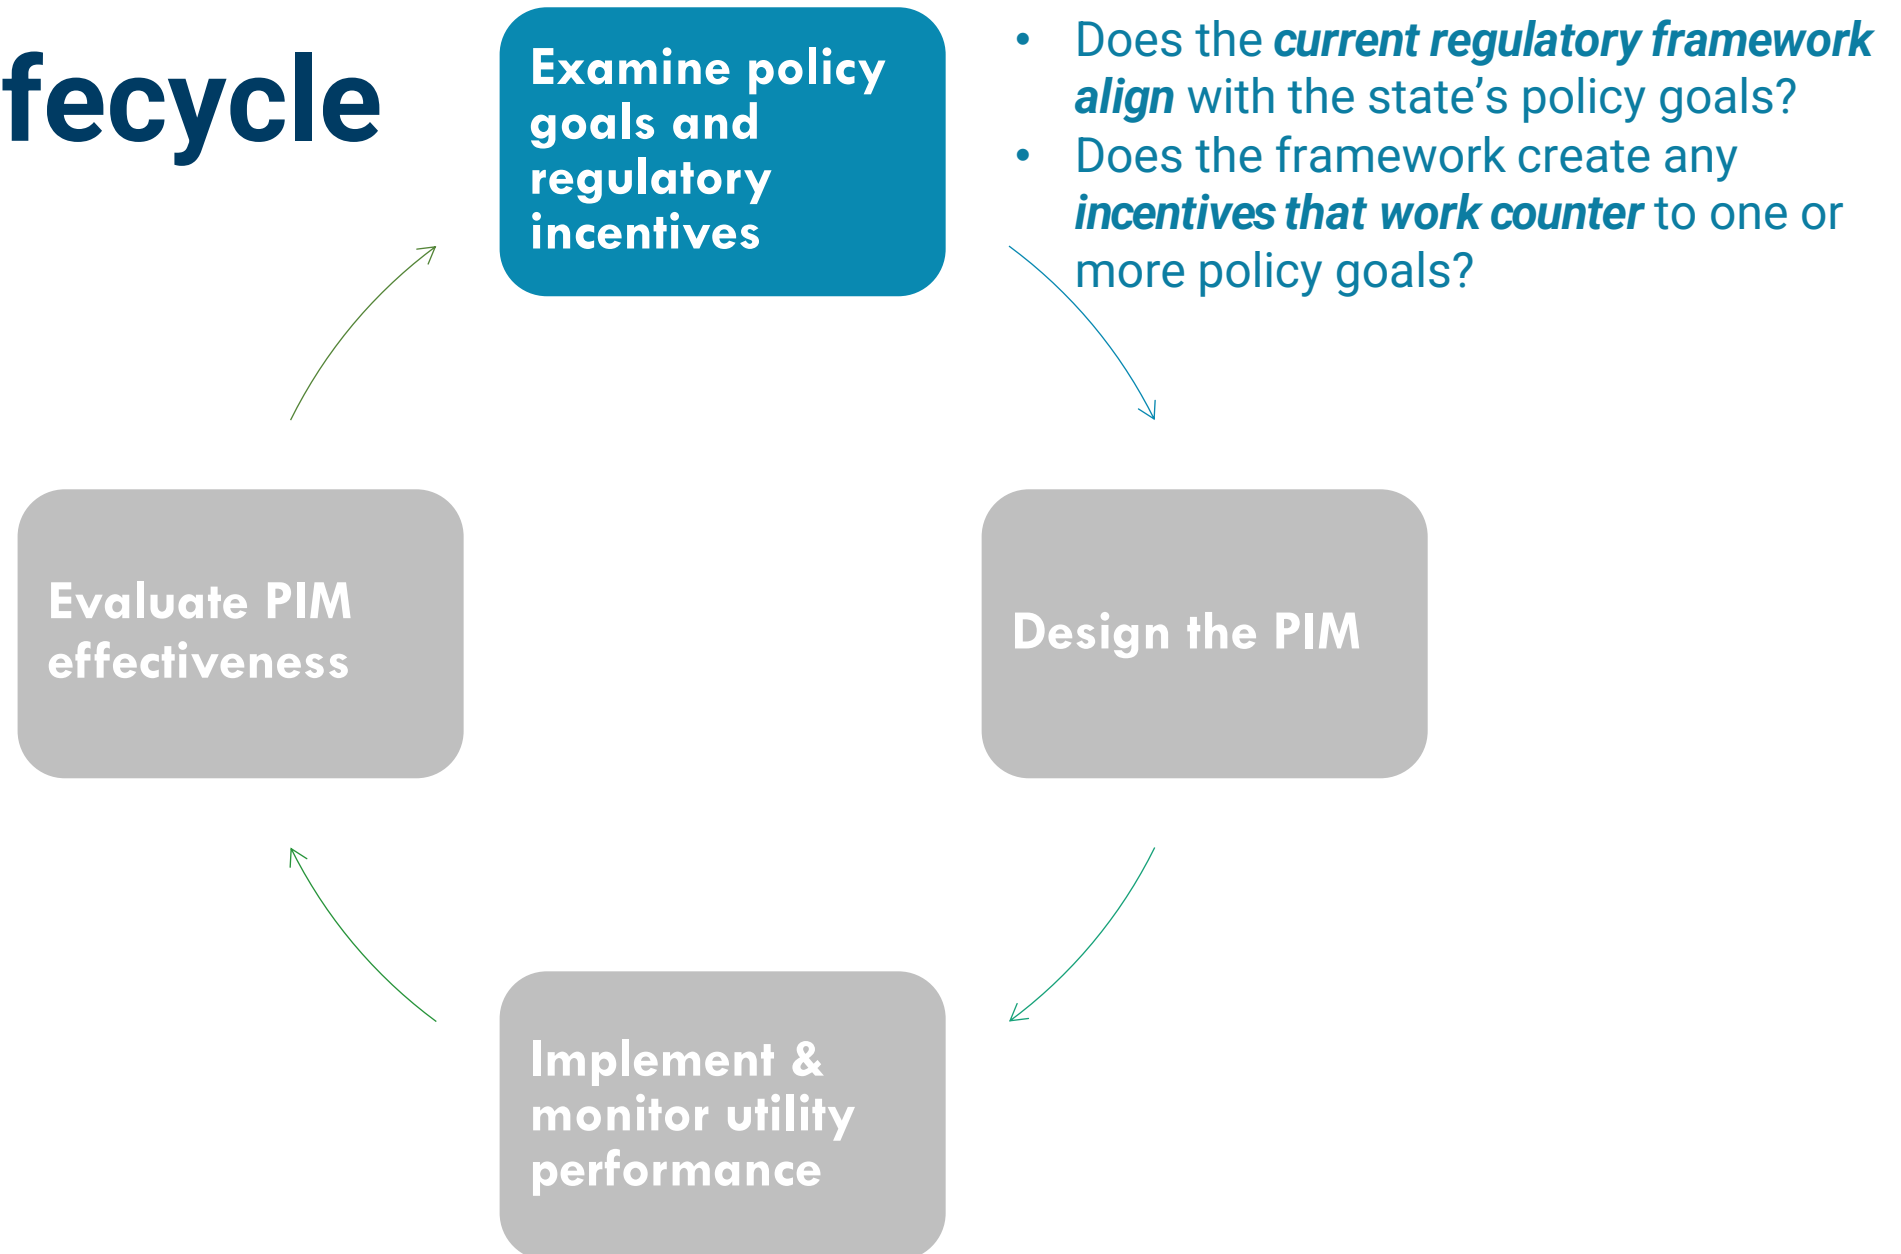 fecycle
Examine policy
goals and
regulatory
incentives
• Does the current regulatory framework
align with the state’s policy goals?
• Does the framework create any
incentives that work counter to one or
more policy goals?
Evaluate PIM
effectiveness
Design the PIM
Implement &
monitor utility
performance